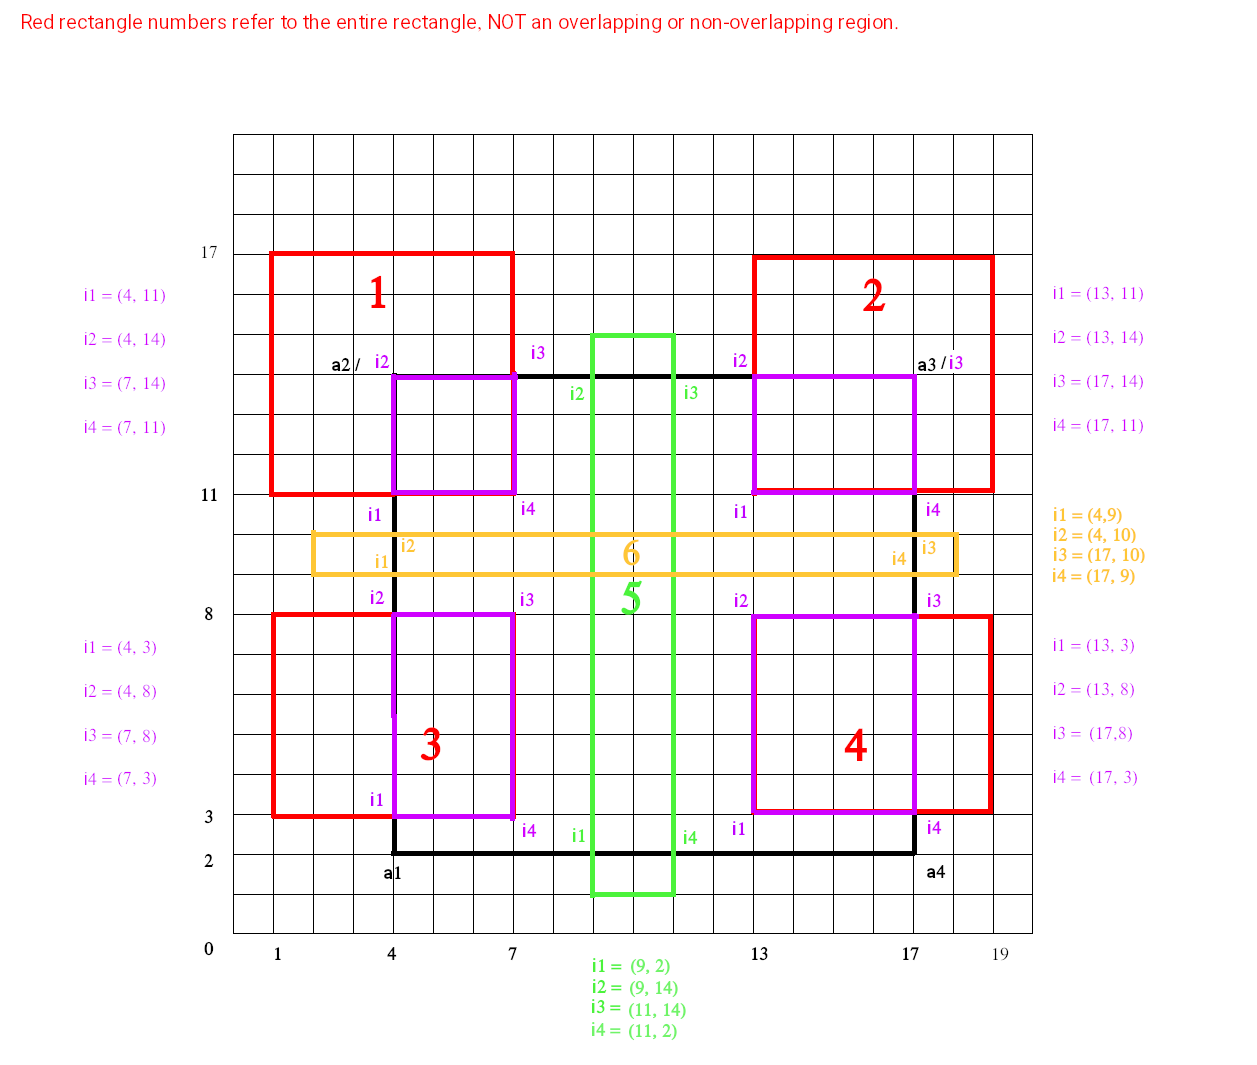 Red rectangle numbers refer to the entire rectangle, NOT an overlapping or non-overlapping region.
17
1
2
i1 = (4, 11)
i2 = (4, 14)
i3 = (7, 14)
i4 = (7, 11)
i1 = (13, 11)
i2 = (13, 14)
i3 = (17, 14)
i4 = (17, 11)
a2 / i2
i3
i2
a3 / i3
i2
i3
11
i1
i4
i1
i4
i2
i1
6
i4
i3
i1 = (4,9)
i2 = (4, 10)
i3 = (17, 10)
i4 = (17, 9)
5
8
i2
i3
i2
i3
i1 = (4, 3)
i2 = (4, 8)
i3 = (7, 8)
i4 = (7, 3)
i1 = (13, 3)
i2 = (13, 8)
i3 = (17,8)
i4 = (17, 3)
3
4
i1
i4
i1
i4
i1
i4
3
2
a1
a4
0
1
4
7
13
17
19
i1 = (9, 2)
i2 = (9, 14)
i3 = (11, 14)
i4 = (11, 2)